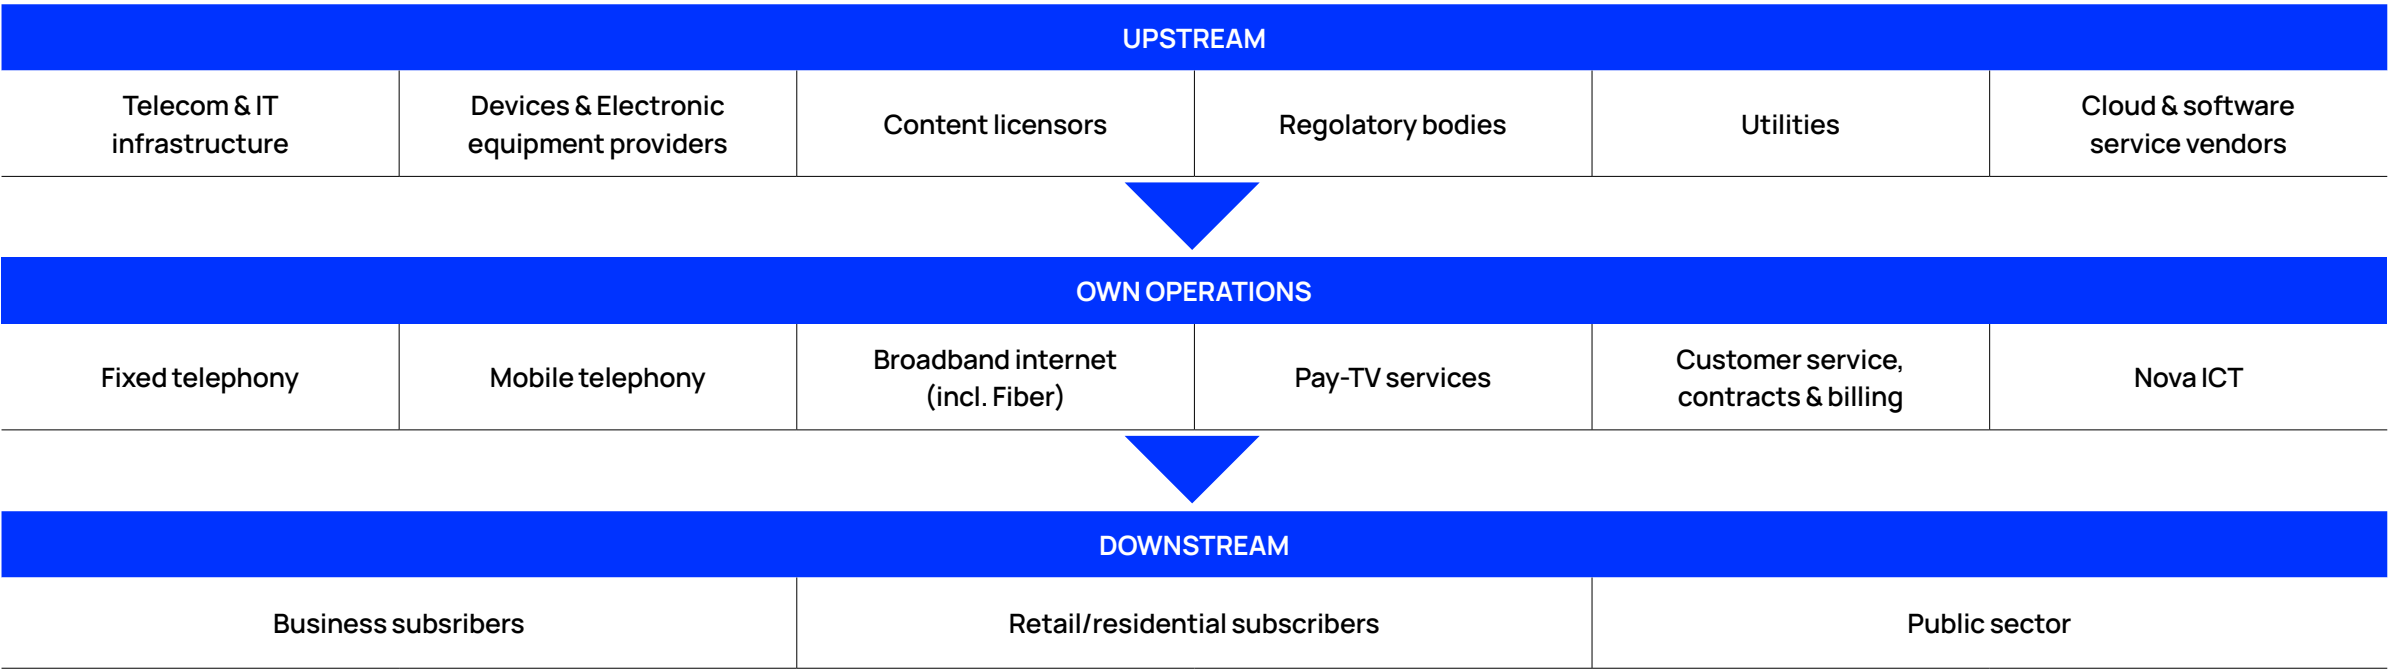 UPSTREAM
Telecom & IT
infrastructure
Devices & Electronic
equipment providers
Content licensors
Regolatory bodies
Utilities
Cloud & software
service vendors
OWN OPERATIONS
Fixed telephony
Mobile telephony
Broadband internet
(incl. Fiber)
Pay-TV services
Customer service,
contracts & billing
Nova ICT
DOWNSTREAM
Business subsribers
Retail/residential subscribers
Public sector